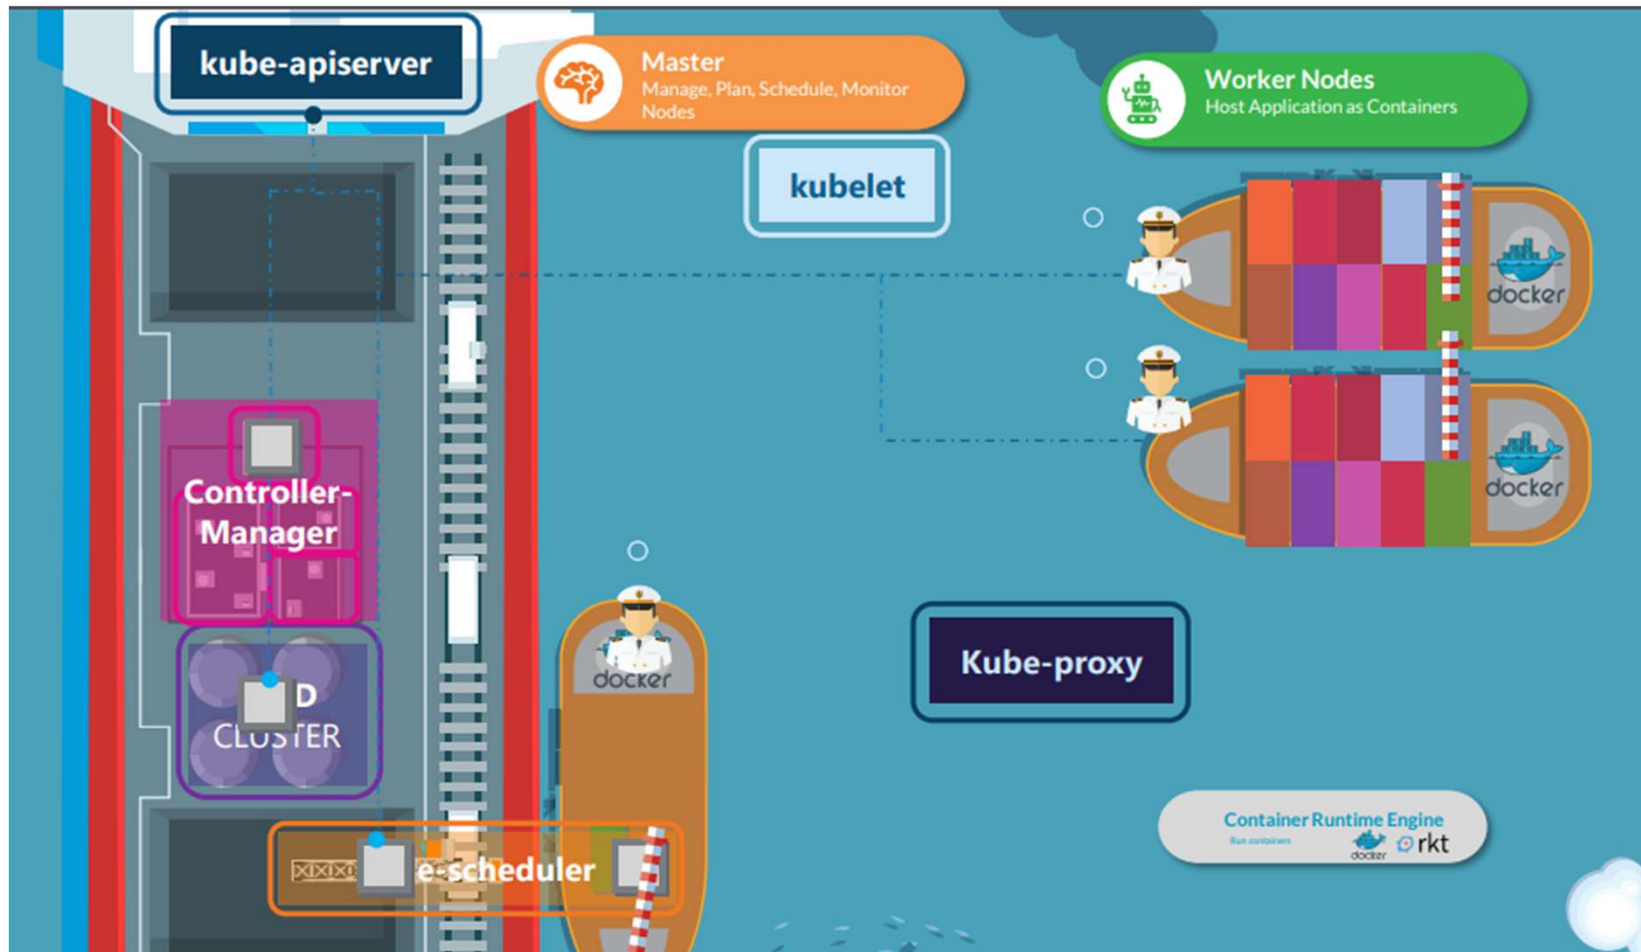 kube-apiserver
Master
Manage, Plan, Schedule, Monitor
Nodes
Worker Nodes
Host Application as Containers
kubelet
docker
docker
Controller-
Manager
D
CLUSTER
docker
Kube-proxy
Container Runtime Engine
Run containers
docker
rkt
e-scheduler